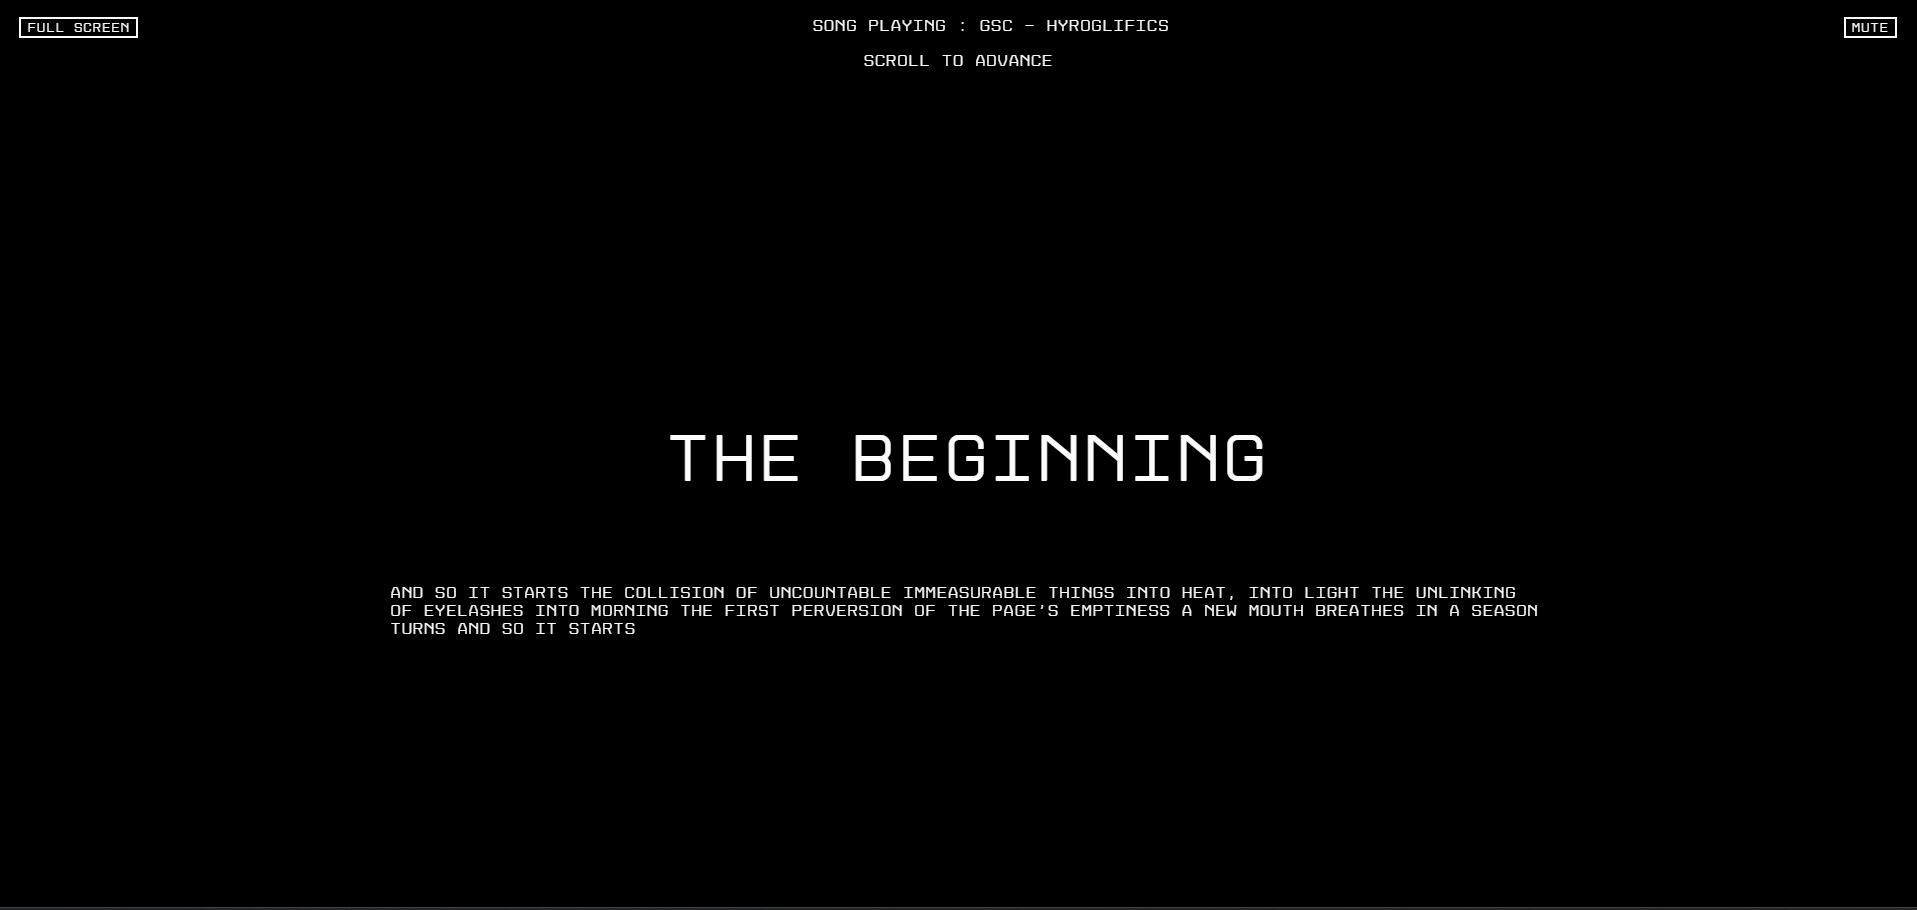 FULL SCREEN
SONG PLAYING : GSC - HYROGLIFICS
MUTE
SCROLL TO ADVANCE
THE BEGINNING
AND SO IT STARTS THE COLLISION OF UNCOUNTABLE IMMEASURABLE THINGS INTO HEAT, INTO LIGHT THE UNLINKING
OF EYELASHES INTO MORNING THE FIRST PERVERSION OF THE PAGE'S EMPTINESS A NEW MOUTH BREATHES IN A SEASON
TURNS AND SO IT STARTS